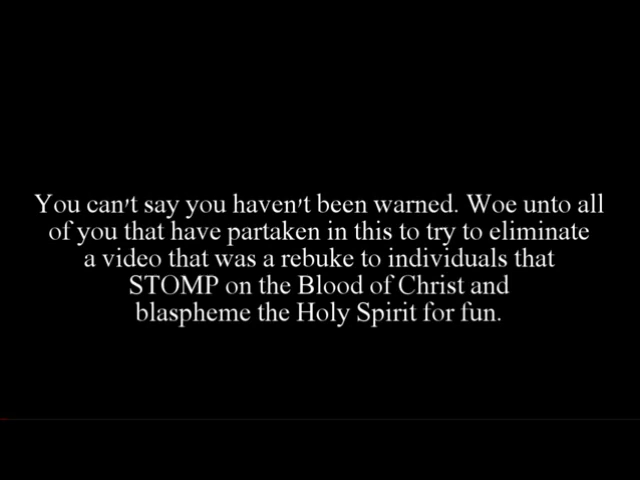 You can't say you haven't been warned. Woe unto all
of you that have partaken in this to try to eliminate
a video that was a rebuke to individuals that
STOMP on the Blood of Christ and
blaspheme the Holy Spirit for fun.